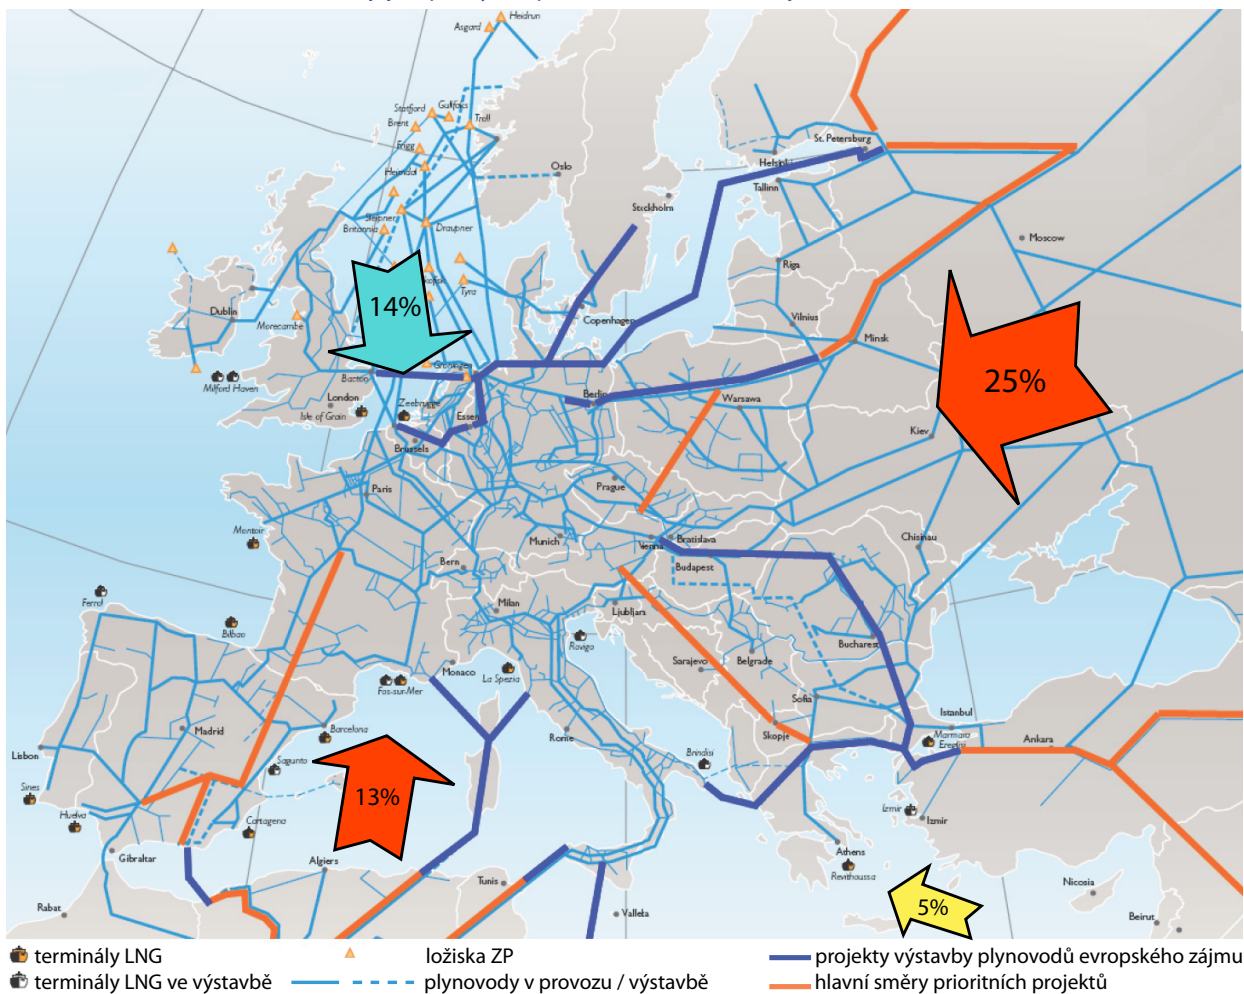 Heidrun
Asgard
Statfjord
Gullfaks
Brent
Troll
Frigg
Heimdal
Oslo
St. Petersburg
Helsinki
Tallinn
Stockholm
Sleipner
Britannia
Draupner
Moscow
Riga
Tyra
14%
Dublin
Morecambe
Copenhagen
Vilnius
Minsk
25%
Groningen
Bacton
Milford Haven
London
Isle of Grain
Zeebrugge
Essen
Berlin
Warsawa
Kiev
Brussels
Paris
Prague
Montoir
Munich
Vienna
Bratislava
Budapest
Chisinau
Bern
Ferrol
Milan
Ljubljara
Bilbao
Rovigo
Sarajevo
Belgrade
Bucharest
Monaco
La Spezia
Fos-sur-Mer
Sofia
Madrid
Barcelona
Rome
Skopje
Istanbul
Marmara
Eregini
Ankara
Lisbon
Sagunto
Brindisi
Sines
13%
Huelva
Cartagena
Izmir
Izmir
Gibraltar
Algiers
Athens
Revithoussa
Tunis
Nicosia
Rabat
Valleta
5%
Beirut
terminály LNG
ložiska ZP
projekty výstavby plynovodů evropského zájmu
terminály LNG ve výstavbě
plynovody v provozu / výstavbě
hlavní směry prioritních projektů